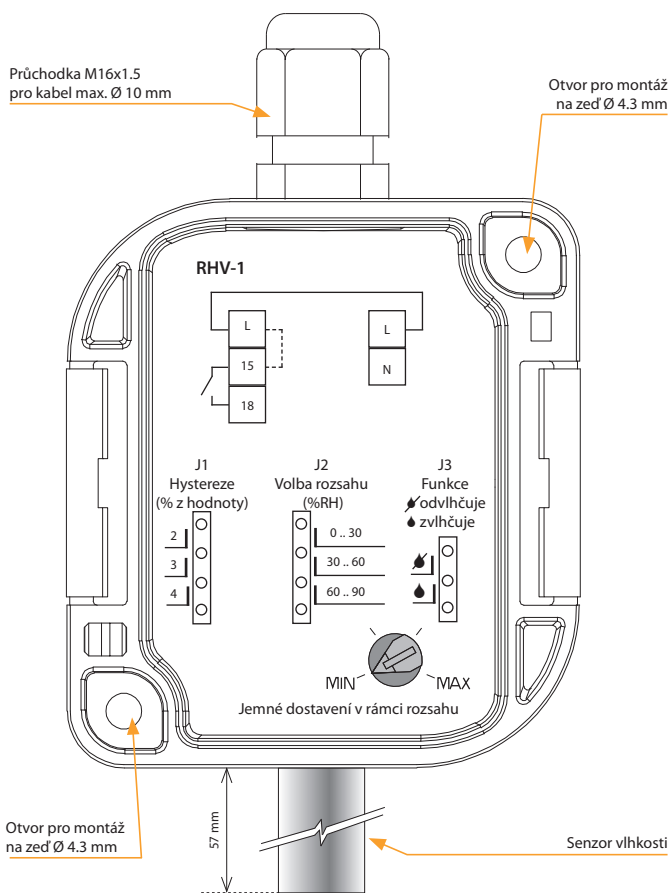 Průchodka M16x1.5
pro kabel max. Ø 10 mm
Otvor pro montáž
na zeď Ø 4.3 mm
RHV-1
L
15
18
L
N
J1
Hystereze
(% z hodnoty)
2
3
4
J2
Volba rozsahu
(%RH)
0 .. 30
30 .. 60
60 .. 90
J3
Funkce
odvlhčuje
zvlhčuje
MIN
MAX
Jemné dostavení v rámci rozsahu
57 mm
Otvor pro montáž
na zeď Ø 4.3 mm
Senzor vlhkosti